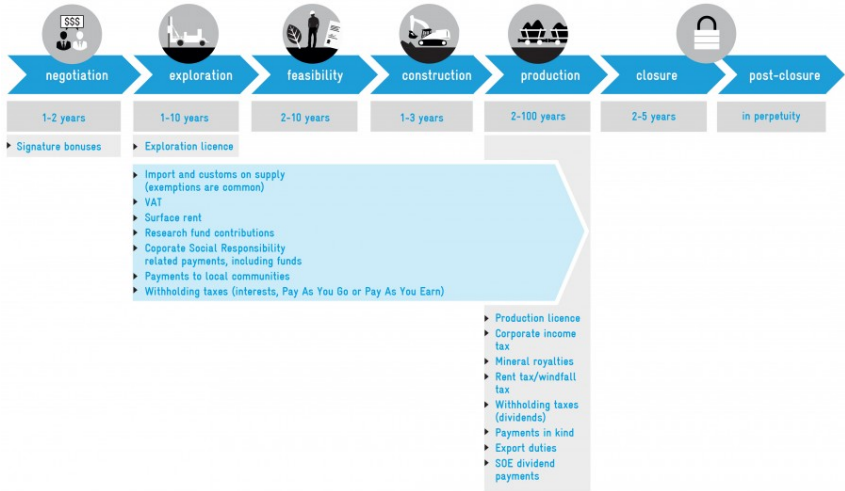 $$$
negotiation
exploration
feasibility
construction
production
closure
post-closure
1-2 years
1-10 years
2-10 years
1-3 years
2-100 years
2-5 years
in perpetuity
Signature bonuses
Exploration licence
Import and customs on supply
(exemptions are common)
VAT
Surface rent
Research fund contributions
Coporate Social Responsibility
related payments, including funds
Payments to local communities
Withholding taxes (interests, Pay As You Go or Pay As You Earn)
Production licence
Corporate income
tax
Mineral royalties
Rent tax/windfall
tax
Withholding taxes
(dividends)
Payments in kind
Export duties
SOE dividend
payments